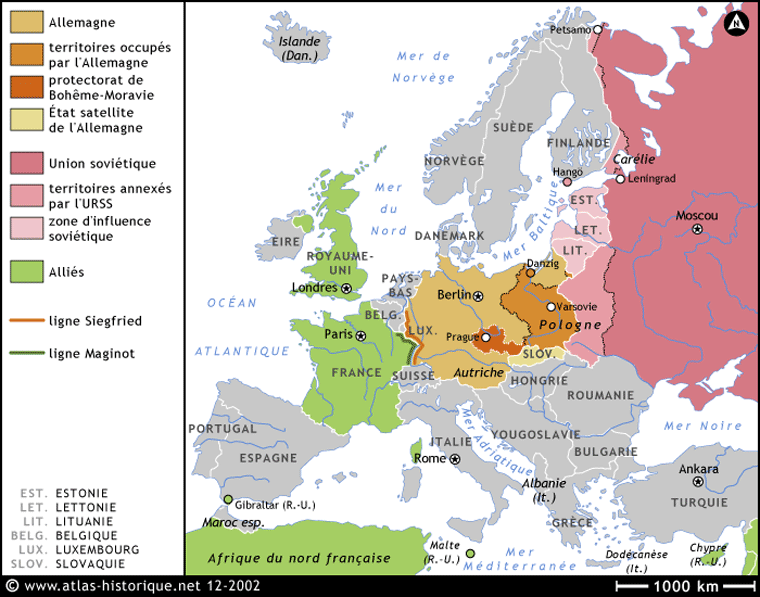 Allemagne
territoires occupés
par l'Allemagne
protectorat de
Bohême-Moravie
État satellite
de l'Allemagne
Union soviétique
territoires annexés
par l'URSS
zone d'influence
soviétique
Alliés
ligne Siegfried
ligne Maginot
EST. ESTONIE
LET. LETTONIE
LIT. LITUANIE
BELG. BELGIQUE
LUX. LUXEMBOURG
SLOV. SLOVAQUIE
N
Petsamo
Islande
(Dan.)
Mer de
Norvège
SUÈDE
FINLANDE
NORVÈGE
Carélie
Hangö
Leningrad
Mer
du
Nord
EST.
Moscou
LET.
Mer Baltique
DANEMARK
ÉIRE
LIT.
ROYAUME-
UNI
Danzig
PAYS-
BAS
Londres
Berlin
OCÉAN
Varsovie
BELG.
Pologne
LUX.
Paris
Prague
ATLANTIQUE
SLOV.
FRANCE
Autriche
SUISSE
HONGRIE
ROUMANIE
PORTUGAL
Mer Noire
YOUGOSLAVIE
ITALIE
Mer Adriatique
ESPAGNE
BULGARIE
Rome
Ankara
Albanie
(It.)
TURQUIE
Gibraltar (R.-U.)
Maroc esp.
GRÈCE
Malte
(R.-U.)
Mer
Méditerranée
Chypre
(R.-U.)
Dodécanèse
(It.)
Afrique du nord française
© www.atlas-historique.net 12-2002
1000 km